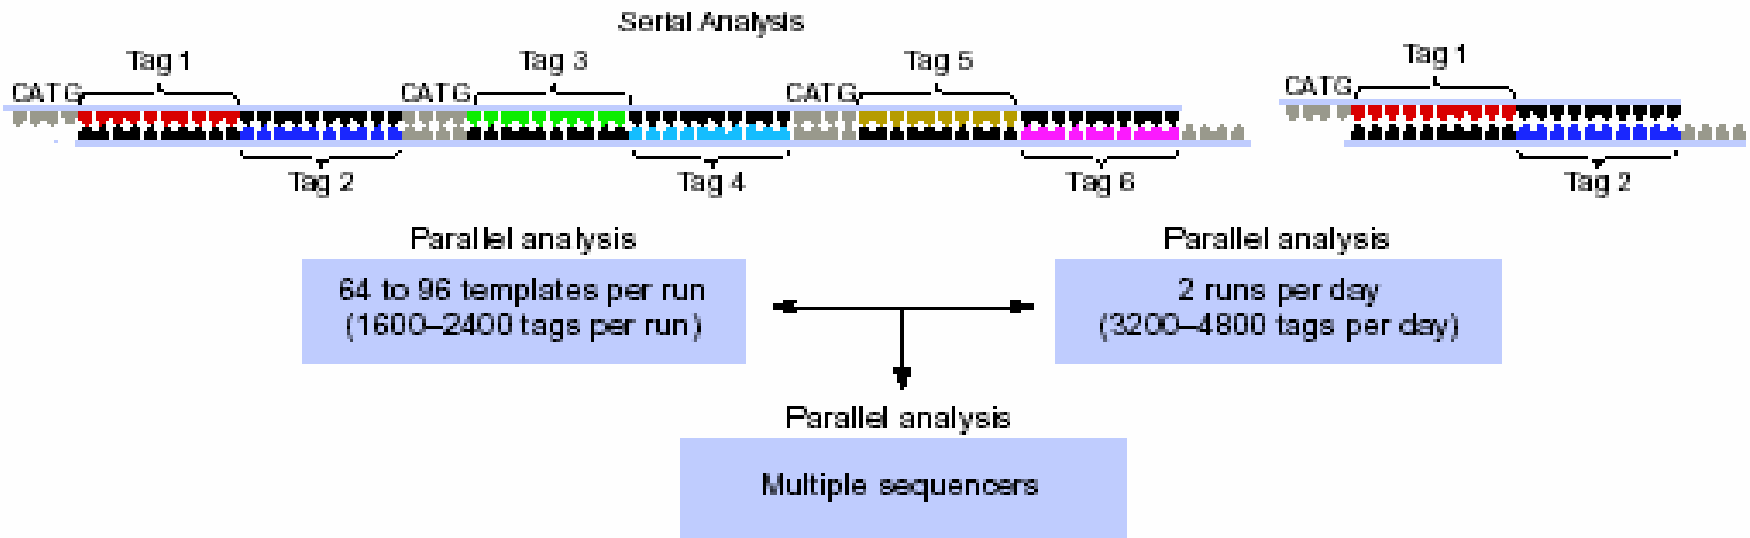 Serial Analysis
Tag 1 Tag 3 Tag 5 Tag 1
CATG CATG CATG CATG
Tag 2 Tag 4 Tag 6 Tag 2
Parallel analysis Parallel analysis
64 to 96 templates per run
(1600–2400 tags per run)
2 runs per day
(3200–4800 tags per day)
Parallel analysis
Multiple sequencers